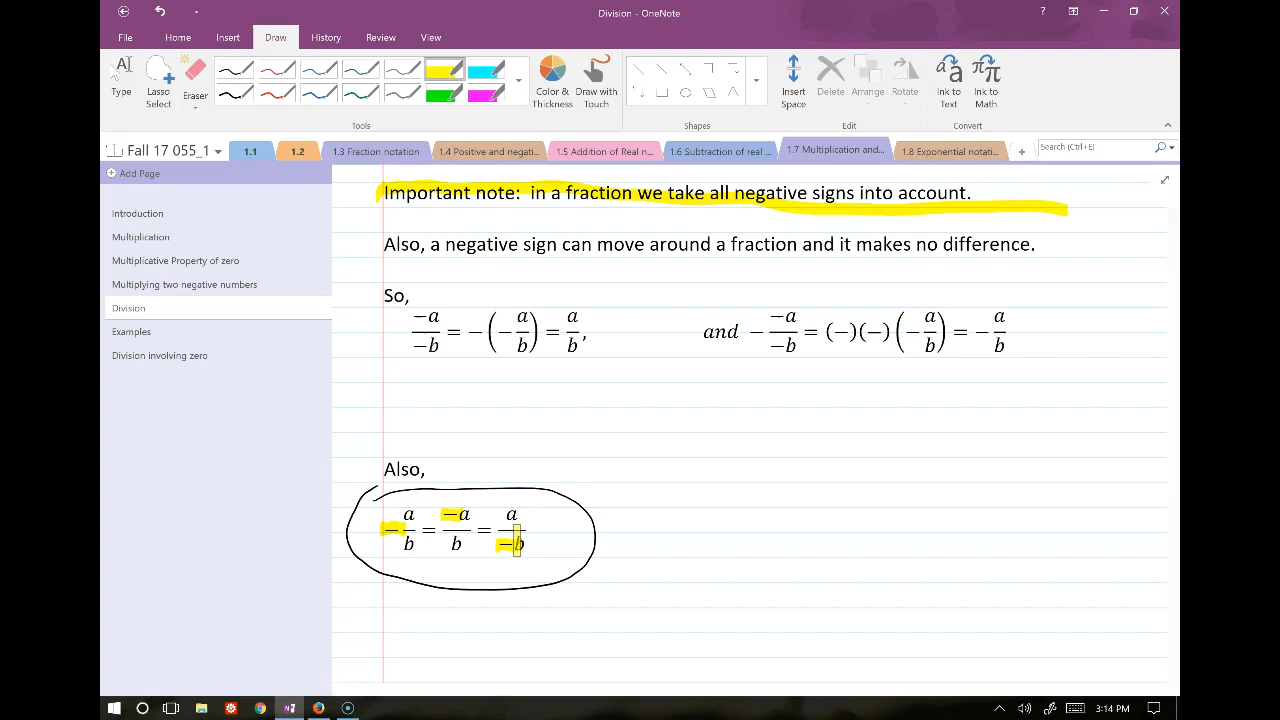 Division - OneNote
?
File Home Insert Draw History Review View
Type
Lasso Select
Eraser
Color & Thickness
Draw with Touch
Insert Space
Delete
Arrange
Rotate
Ink to Text
Ink to Math
Tools Shapes Edit Convert
Fall 17 055_1 1.1 1.2 1.3 Fraction notation 1.4 Positive and negati... 1.5 Addition of Real n... 1.6 Subtraction of real ... 1.7 Multiplication and... 1.8 Exponential notati... + Search (Ctrl+E)
Add Page
Introduction
Multiplication
Multiplicative Property of zero
Multiplying two negative numbers
Division
Examples
Division involving zero
Important note: in a fraction we take all negative signs into account.
Also, a negative sign can move around a fraction and it makes no difference.
So,
−a/−b = −(−a/b) = a/b, and − −a/−b = (−)(−)(−a/b) = −a/b
Also,
−a/b = −a/b = a/−b
3:14 PM